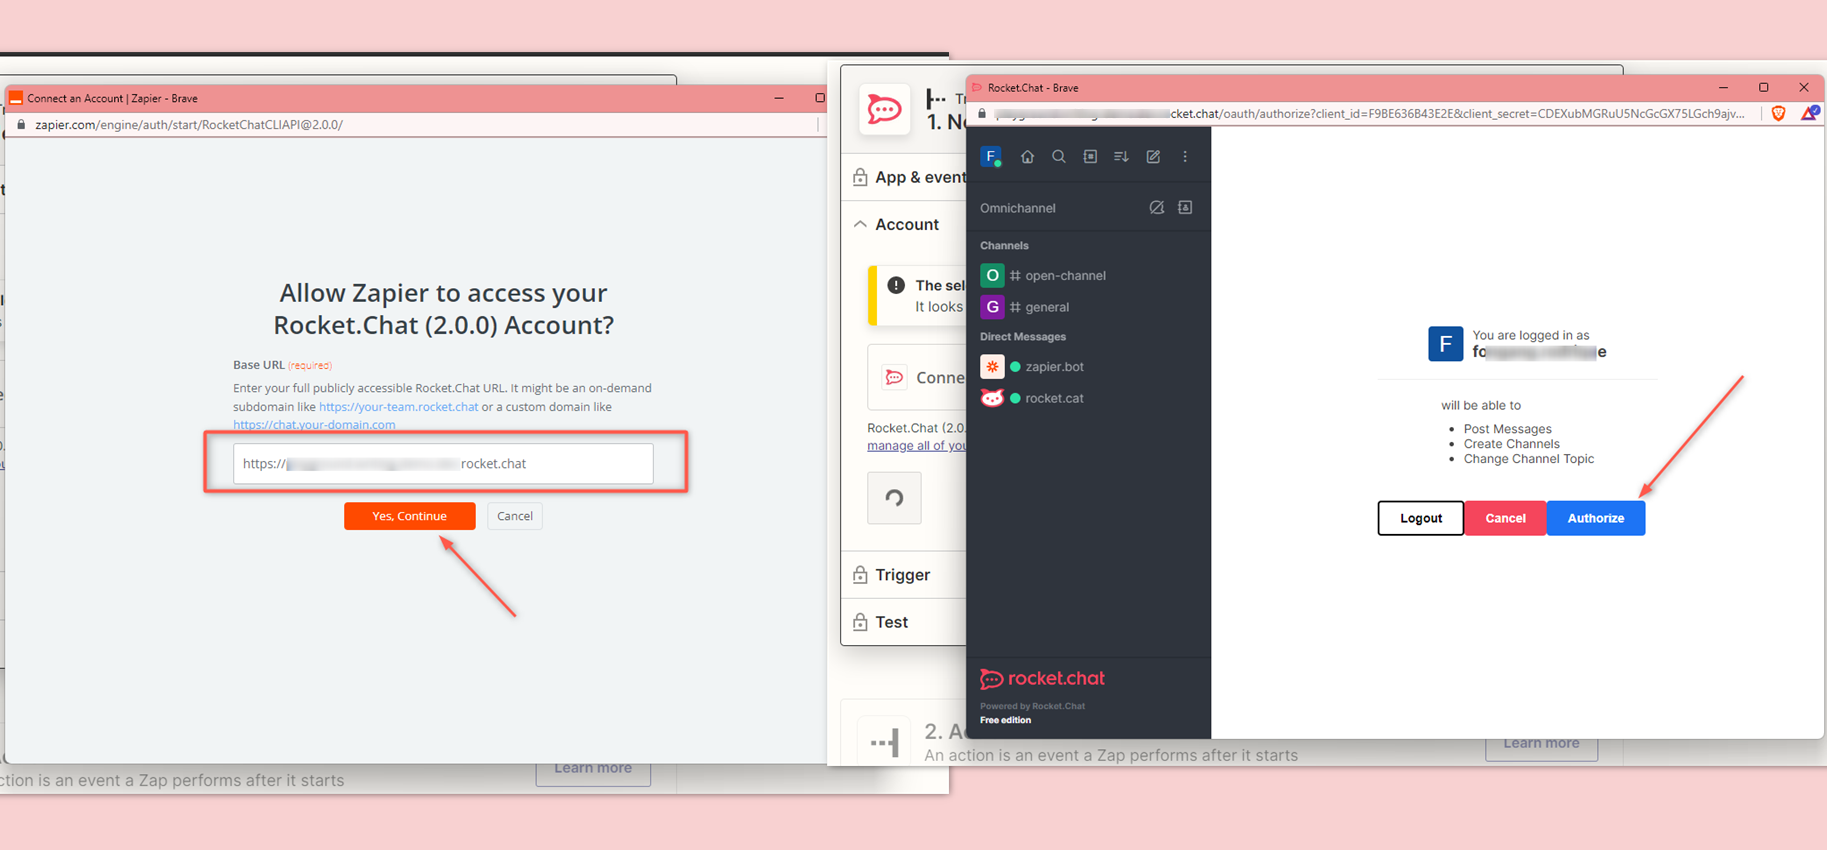 Connect an Account | Zapier - Brave
zapier.com/engine/auth/start/RocketChatCLIAPI@2.0.0/
Allow Zapier to access your
Rocket.Chat (2.0.0) Account?
Base URL (required)
Enter your full publicly accessible Rocket.Chat URL. It might be an on-demand
subdomain like https://your-team.rocket.chat or a custom domain like
https://chat.your-domain.com
https:// rocket.chat
Yes, Continue
Cancel
ction is an event a Zap performs after it starts
Learn more
1. No
App & event
Account
The sel
It looks
Conne
Rocket.Chat (2.0.
manage all of you
Trigger
Test
2. A
An action is an event a Zap performs after it starts
Learn more
Rocket.Chat - Brave
cket.chat/oauth/authorize?client_id=F9BE636B43E2E&client_secret=CDEXubMGRuU5NcGcGX75LGch9ajv...
F
Omnichannel
Channels
O # open-channel
G # general
Direct Messages
zapier.bot
rocket.cat
rocket.chat
Powered by Rocket.Chat
Free edition
F
You are logged in as
will be able to
• Post Messages
• Create Channels
• Change Channel Topic
Logout
Cancel
Authorize